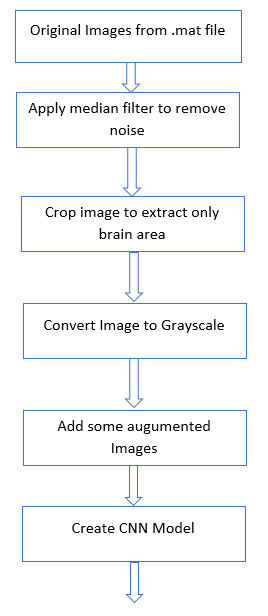 Original Images from .mat file
Apply median filter to remove
noise
Crop image to extract only
brain area
Convert Image to Grayscale
Add some augumented
Images
Create CNN Model